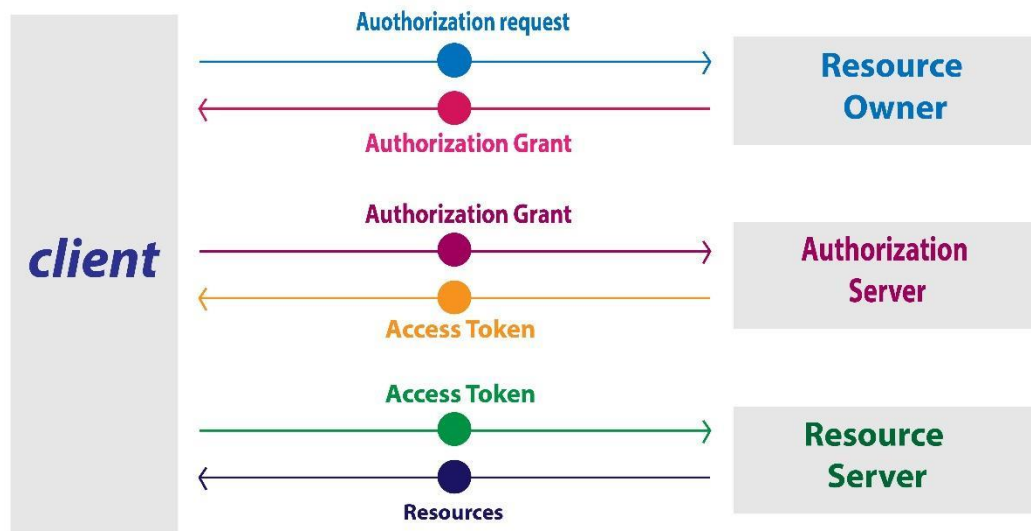 Auothorization request
Resource
Owner
Authorization Grant
Authorization Grant
client
Authorization
Server
Access Token
Access Token
Resource
Server
Resources